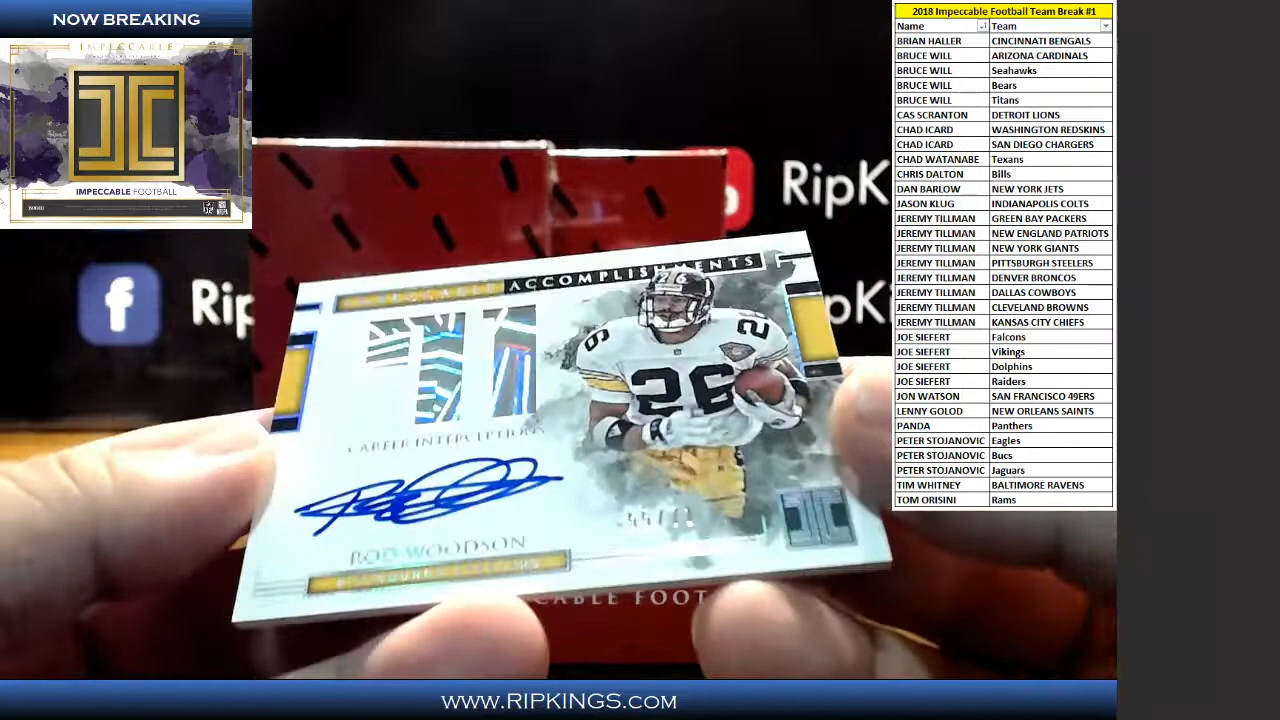 NOW BREAKING
IMPECCABLE
IMPECCABLE FOOTBALL
2018 Impeccable Football Team Break #1
Name Team
BRIAN HALLER CINCINNATI BENGALS
BRUCE WILL ARIZONA CARDINALS
BRUCE WILL Seahawks
BRUCE WILL Bears
BRUCE WILL Titans
CAS SCRANTON DETROIT LIONS
CHAD ICARD WASHINGTON REDSKINS
CHAD ICARD SAN DIEGO CHARGERS
CHAD WATANABE Texans
CHRIS DALTON Bills
DAN BARLOW NEW YORK JETS
JASON KLUG INDIANAPOLIS COLTS
JEREMY TILLMAN GREEN BAY PACKERS
JEREMY TILLMAN NEW ENGLAND PATRIOTS
JEREMY TILLMAN NEW YORK GIANTS
JEREMY TILLMAN PITTSBURGH STEELERS
JEREMY TILLMAN DENVER BRONCOS
JEREMY TILLMAN DALLAS COWBOYS
JEREMY TILLMAN CLEVELAND BROWNS
JEREMY TILLMAN KANSAS CITY CHIEFS
JOE SIEFERT Falcons
JOE SIEFERT Vikings
JOE SIEFERT Dolphins
JOE SIEFERT Raiders
JON WATSON SAN FRANCISCO 49ERS
LENNY GOLOD NEW ORLEANS SAINTS
PANDA Panthers
PETER STOJANOVIC Eagles
PETER STOJANOVIC Bucs
PETER STOJANOVIC Jaguars
TIM WHITNEY BALTIMORE RAVENS
TOM ORISINI Rams
RipK
f Rip
ACCOMPLISHMENTS
71
26
26
26
CAREER INTERCEPTIONS
ROD WOODSON
CABLE FOOT
WWW.RIPKINGS.COM